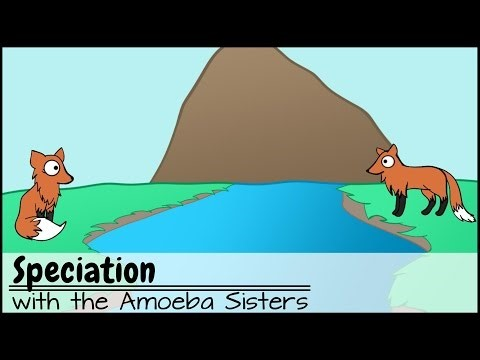 Speciation
with the Amoeba Sisters